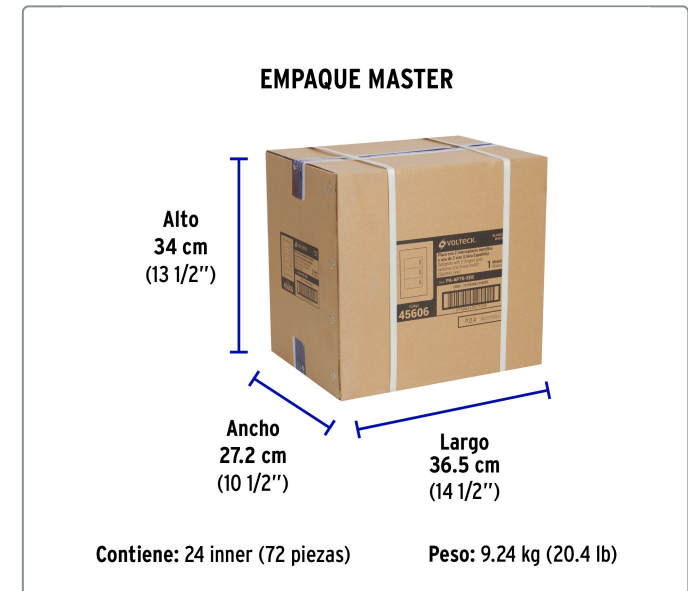 EMPAQUE MASTER
Alto
34 cm
(13 1/2’’)
VOLTECK
45606
Ancho
27.2 cm
(10 1/2’’)
Largo
36.5 cm
(14 1/2’’)
Contiene: 24 inner (72 piezas)
Peso: 9.24 kg (20.4 lb)